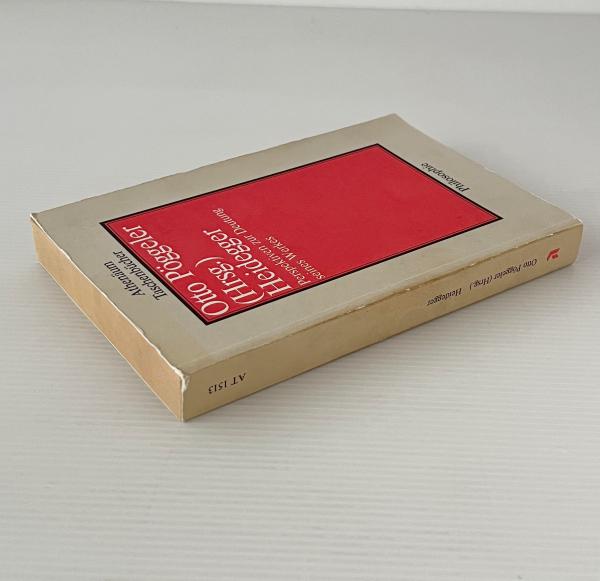 Athenäum
Taschenbücher
Otto Pöggeler
(Hrsg.)
Heidegger
Perspektiven zur Deutung
seines Werkes
Philosophie
Otto Pöggeler (Hrsg.) Heidegger
AT 1513